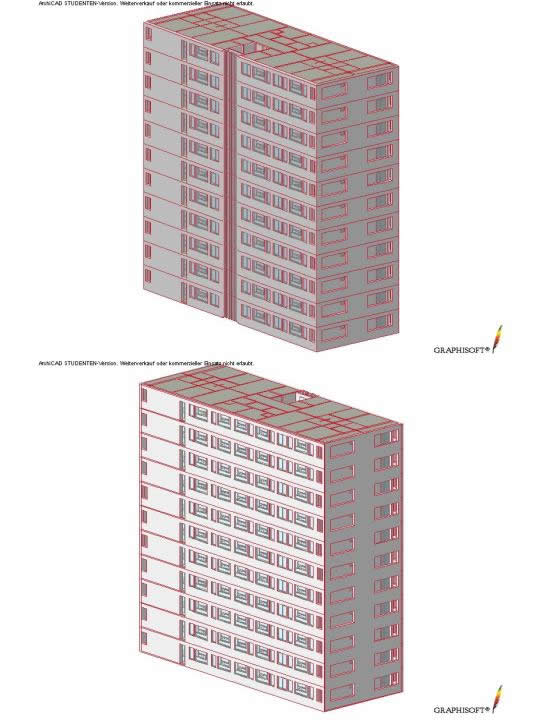 ArchiCAD STUDENTEN-Version. Weiterverkauf oder kommerzieller Einsatz nicht erlaubt.
GRAPHISOFT®
ArchiCAD STUDENTEN-Version. Weiterverkauf oder kommerzieller Einsatz nicht erlaubt.
GRAPHISOFT®